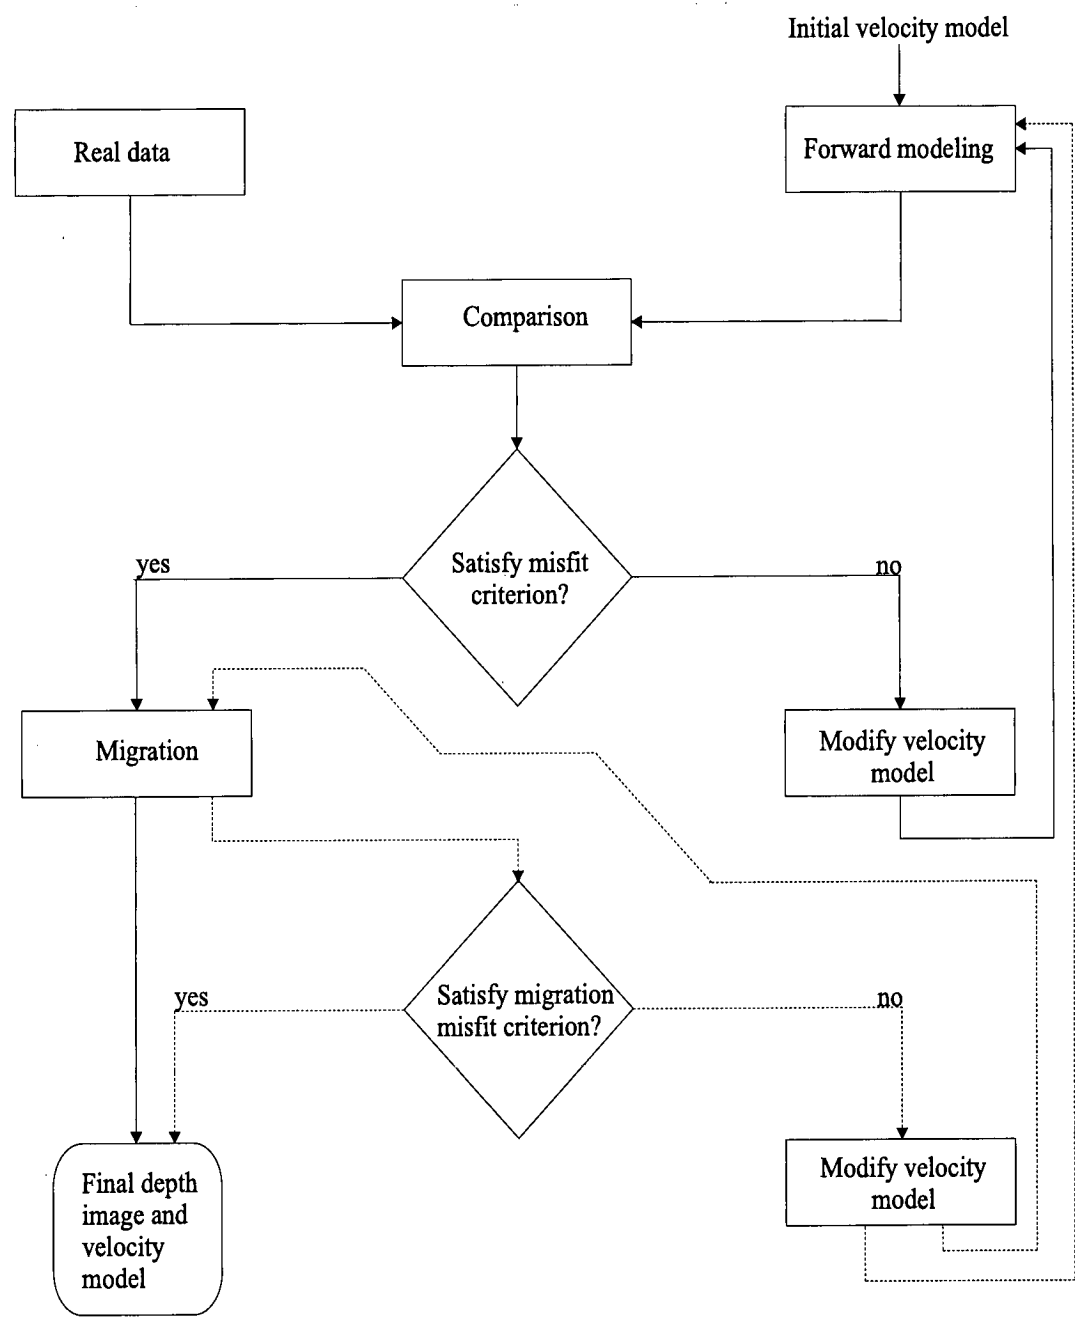 Initial velocity model
Real data
Forward modeling
Comparison
Satisfy misfit
criterion?
yes
no
Migration
Modify velocity
model
Satisfy migration
misfit criterion?
yes
no
Modify velocity
model
Final depth
image and
velocity
model